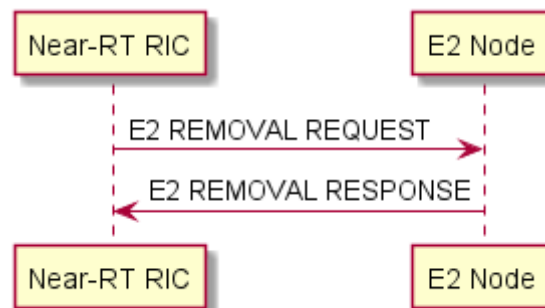 Near-RT RIC
E2 Node
E2 REMOVAL REQUEST
E2 REMOVAL RESPONSE
Near-RT RIC
E2 Node